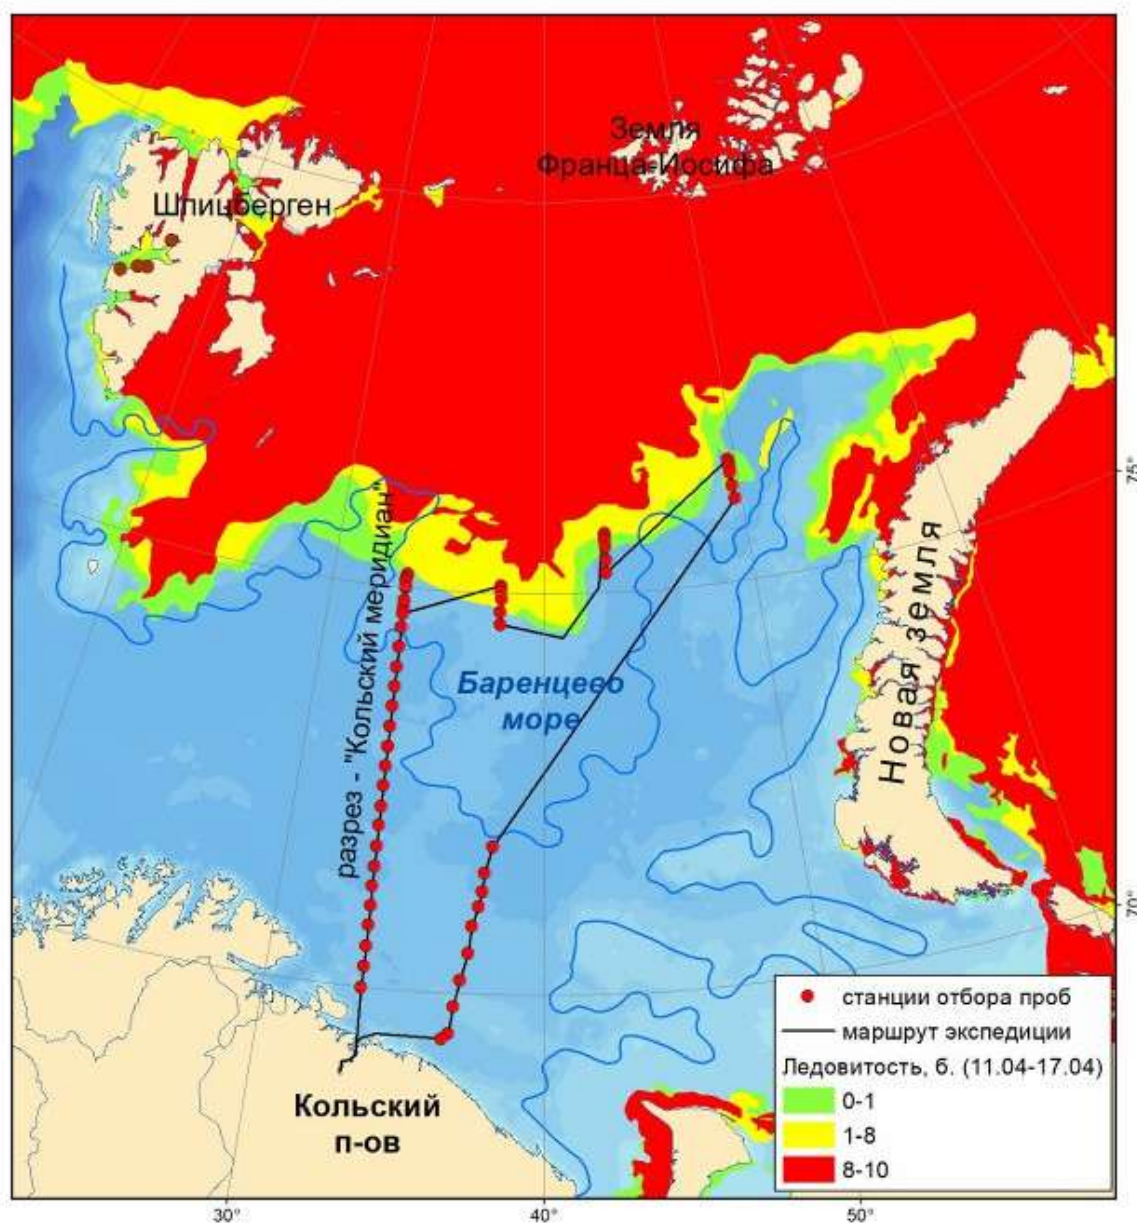 Земля
Франца-Иосифа
Шпицберген
75°
разрез - "Кольский меридиан"
Баренцево
море
Новая земля
70°
станции отбора проб
маршрут экспедиции
Ледовитость, б. (11.04-17.04)
0-1
1-8
8-10
Кольский
п-ов
30°
40°
50°